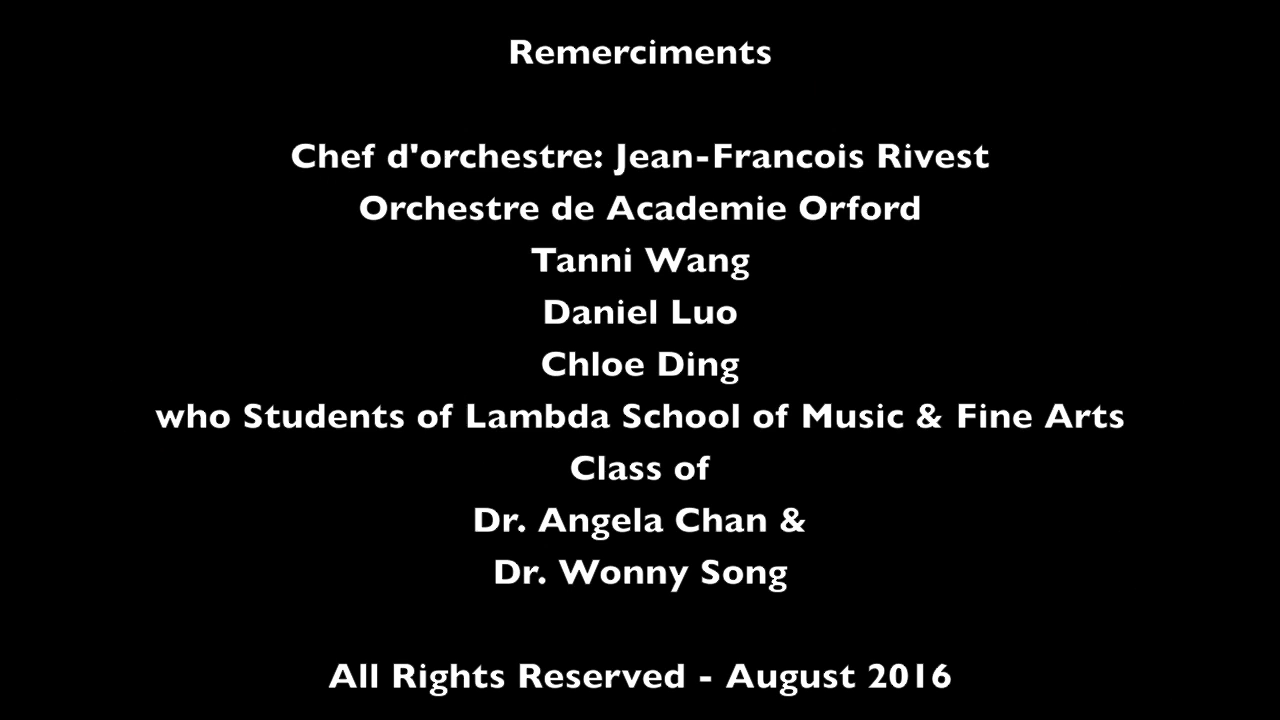 Remerciments
Chef d'orchestre: Jean-Francois Rivest
Orchestre de Academie Orford
Tanni Wang
Daniel Luo
Chloe Ding
who Students of Lambda School of Music & Fine Arts
Class of
Dr. Angela Chan &
Dr. Wonny Song
All Rights Reserved - August 2016